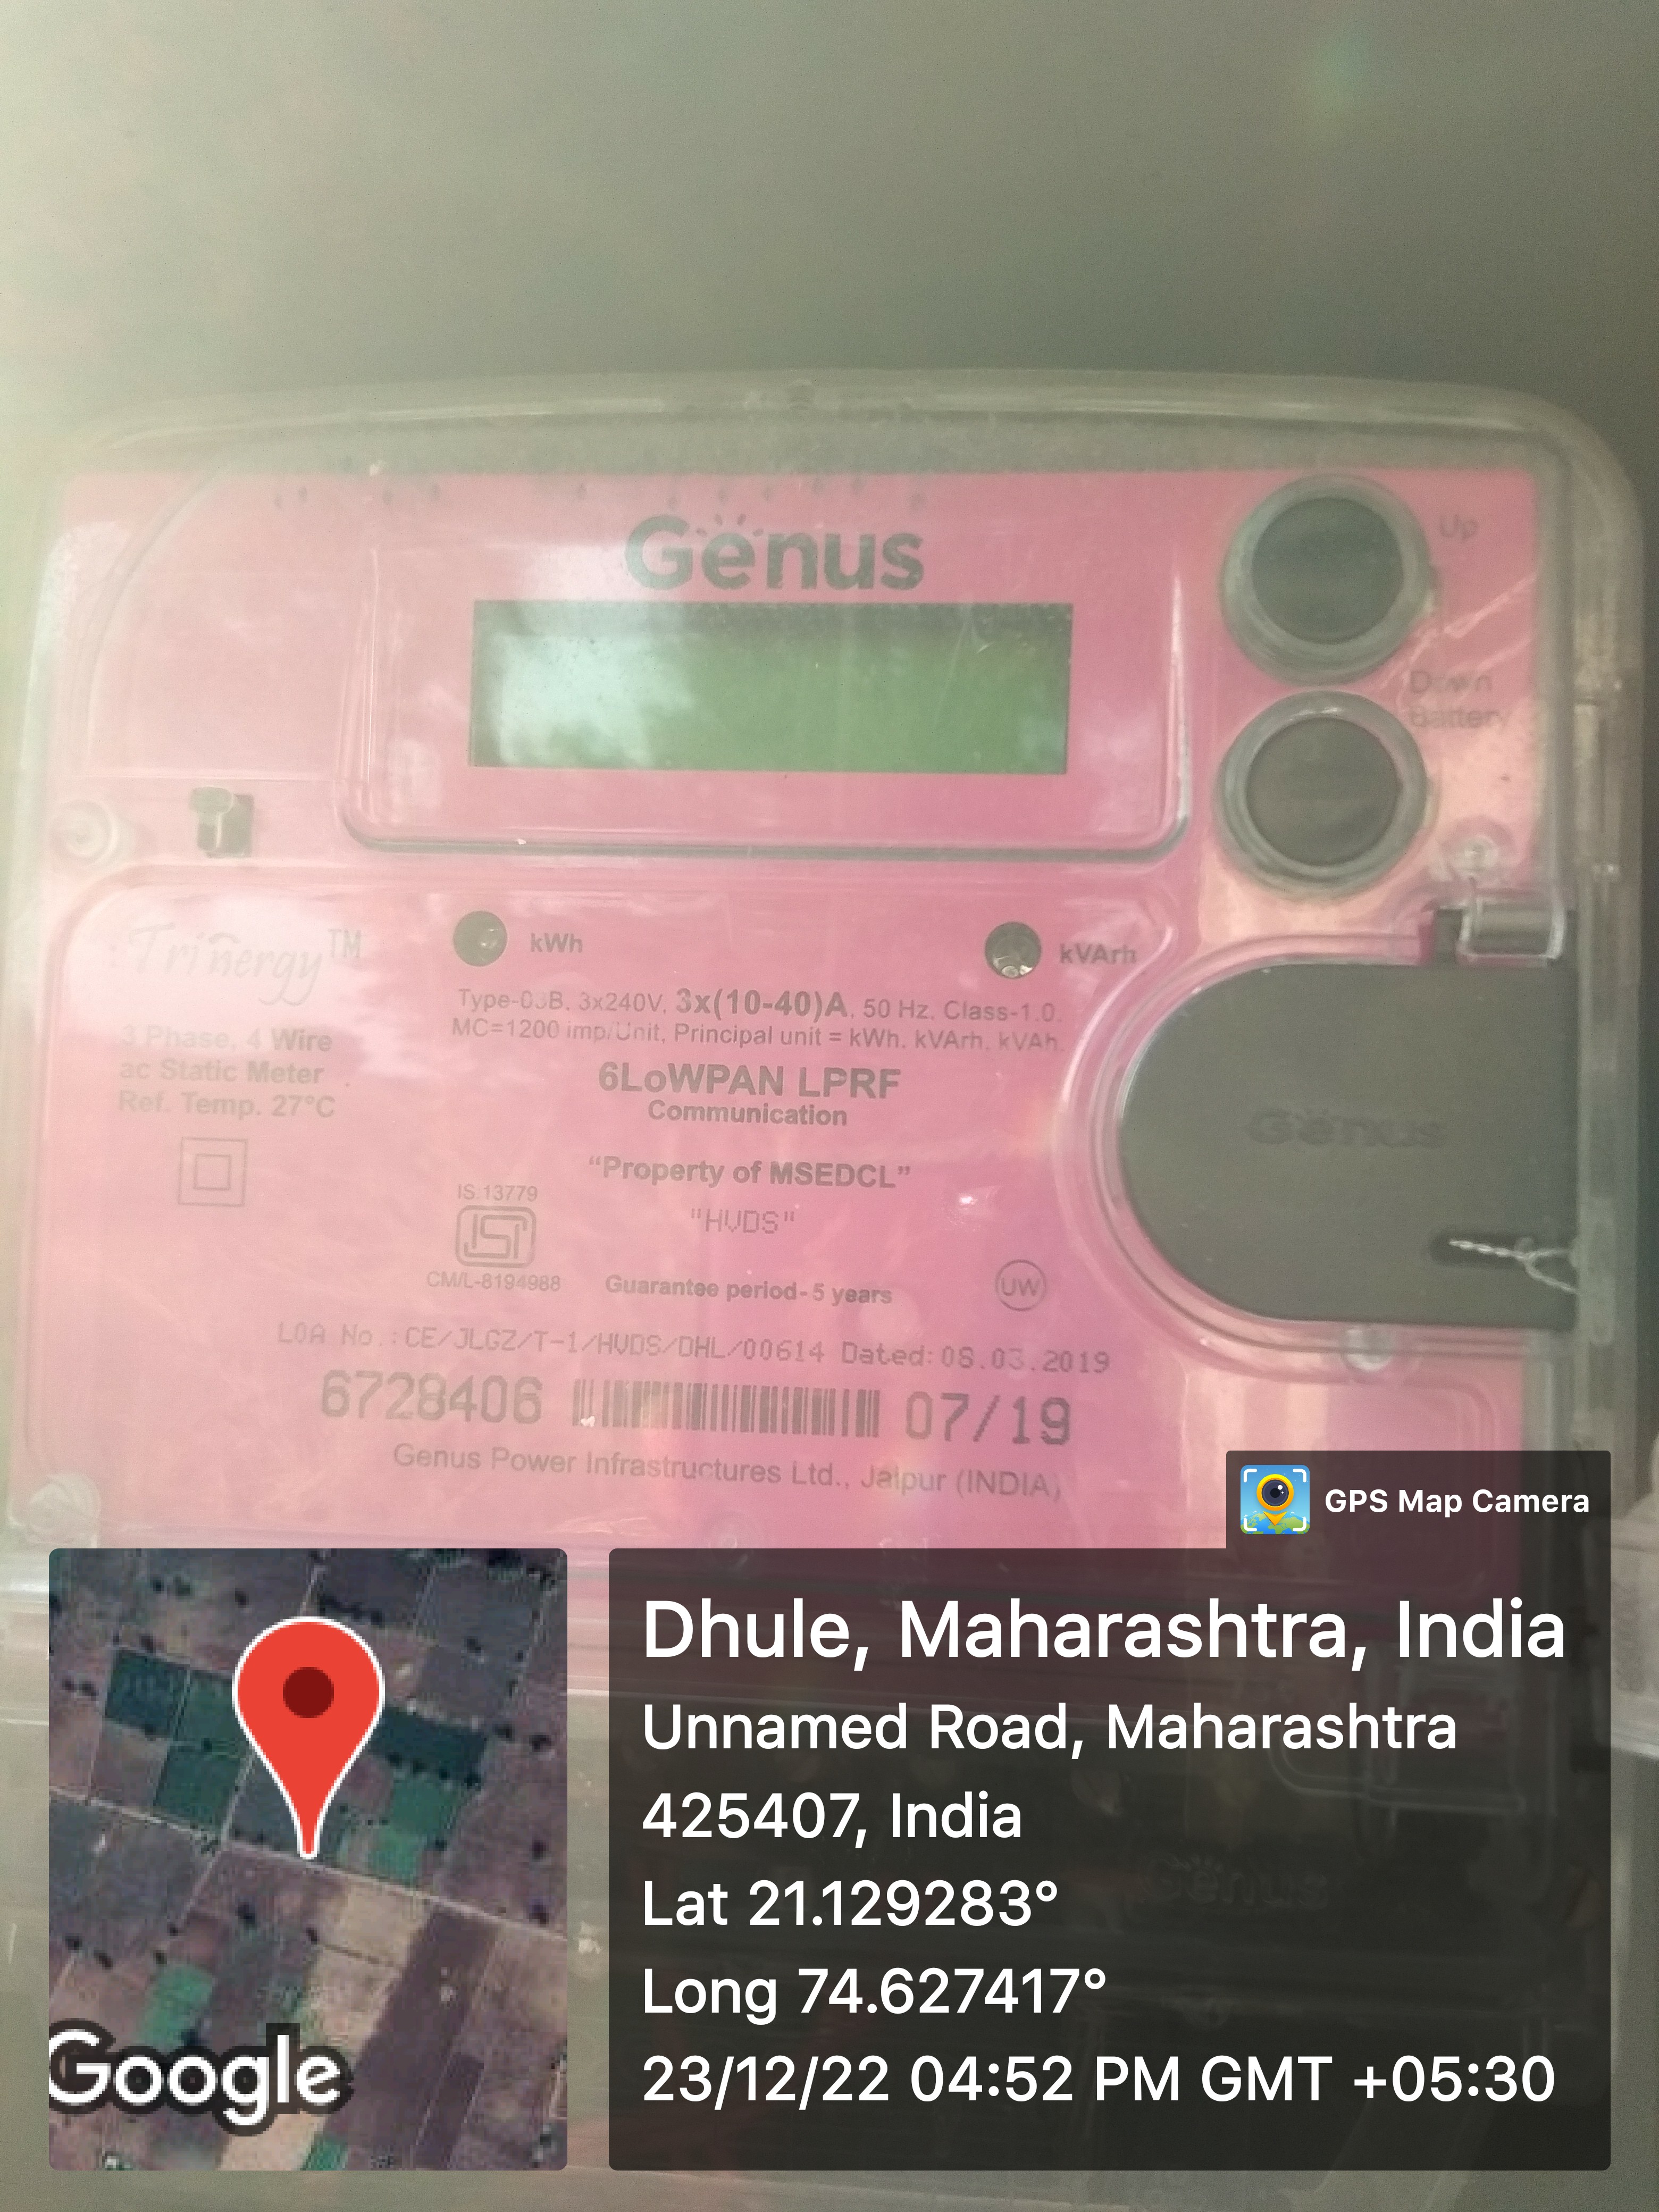 Genus
Up
Down
Battery
Trinergy™
kWh
kVArh
3 Phase, 4 Wire
ac Static Meter
Ref. Temp. 27°C
3x240V, 3x(10-40)A, 50 Hz, Class-1.0.
MC=1200 imp/Unit, Principal unit = kWh, kVArh, kVAh.
6LoWPAN LPRF
Communication
Genus
"Property of MSEDCL"
"HVDS"
IS 13779
ISI
CM/L-8194988
Guarantee period- 5 years
UW
LOA No.:CE/JLGZ/T-1/HVDS/DHL/00614 Dated:08.03.2019
6728406 07/19
Genus Power Infrastructures Ltd., Jaipur (INDIA)
GPS Map Camera
Dhule, Maharashtra, India
Unnamed Road, Maharashtra
425407, India
Lat 21.129283°
Long 74.627417°
23/12/22 04:52 PM GMT +05:30
Google
Genus